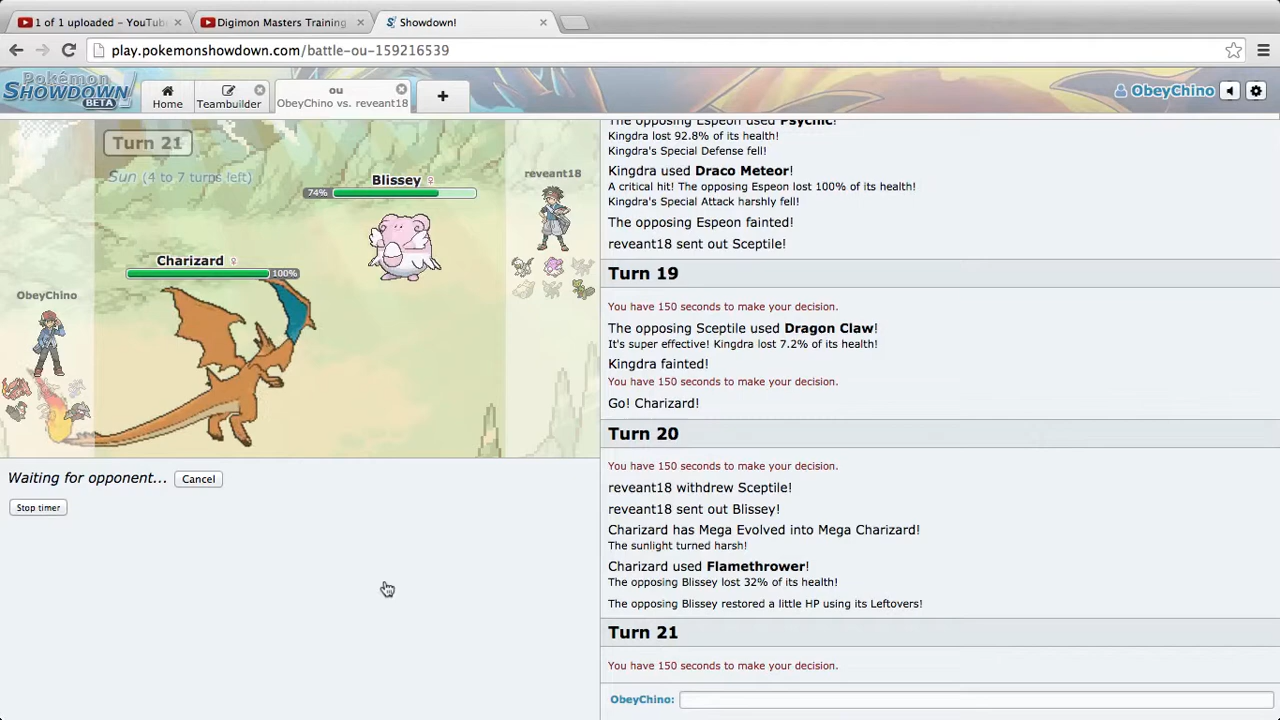 1 of 1 uploaded - YouTub
Digimon Masters Training
Showdown!
play.pokemonshowdown.com/battle-ou-159216539
Pokémon
SHOWDOWN
BETA
Home
Teambuilder
ou
ObeyChino vs. reveant18
+
ObeyChino
Turn 21
Sun (4 to 7 turns left)
Blissey ♀
74%
reveant18
Charizard ♀
100%
ObeyChino
Waiting for opponent... Cancel
Stop timer
The opposing Espeon used Psychic!
Kingdra lost 92.8% of its health!
Kingdra's Special Defense fell!
Kingdra used Draco Meteor!
A critical hit! The opposing Espeon lost 100% of its health!
Kingdra's Special Attack harshly fell!
The opposing Espeon fainted!
reveant18 sent out Sceptile!
Turn 19
You have 150 seconds to make your decision.
The opposing Sceptile used Dragon Claw!
It's super effective! Kingdra lost 7.2% of its health!
Kingdra fainted!
You have 150 seconds to make your decision.
Go! Charizard!
Turn 20
You have 150 seconds to make your decision.
reveant18 withdrew Sceptile!
reveant18 sent out Blissey!
Charizard has Mega Evolved into Mega Charizard!
The sunlight turned harsh!
Charizard used Flamethrower!
The opposing Blissey lost 32% of its health!
The opposing Blissey restored a little HP using its Leftovers!
Turn 21
You have 150 seconds to make your decision.
ObeyChino: